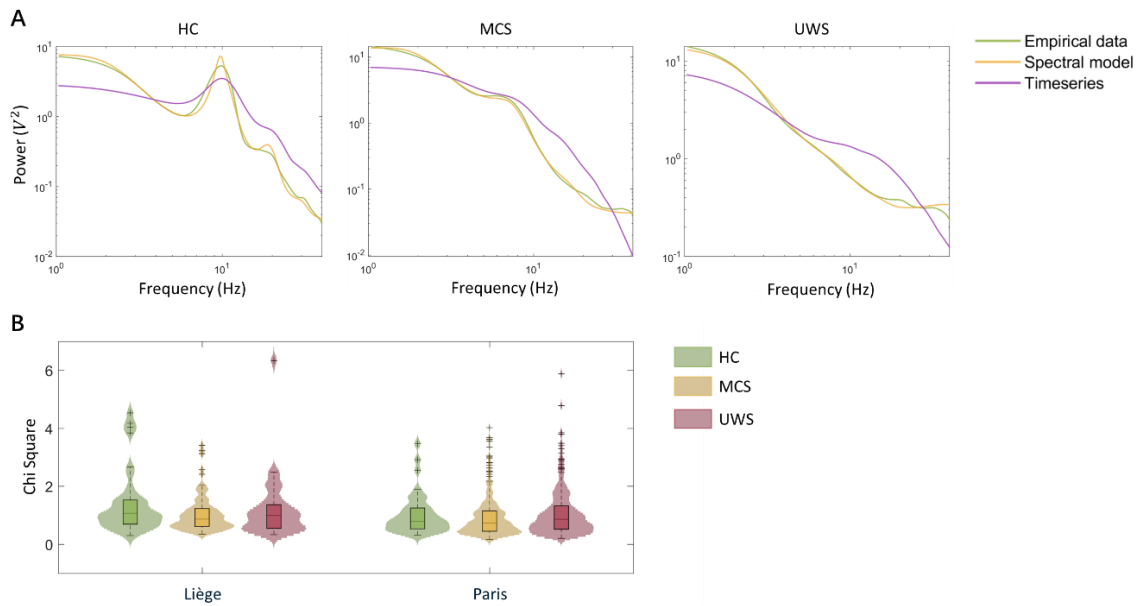 A
HC
MCS
UWS
Empirical data
Spectral model
Timeseries
Power (V²)
10¹
10⁰
10⁻¹
10⁻²
10⁰
10¹
Frequency (Hz)
10¹
10⁰
10⁻¹
10⁻²
10⁰
10¹
Frequency (Hz)
10¹
10⁰
10⁻¹
10⁰
10¹
Frequency (Hz)
B
Chi Square
6
4
2
0
Liège
Paris
HC
MCS
UWS